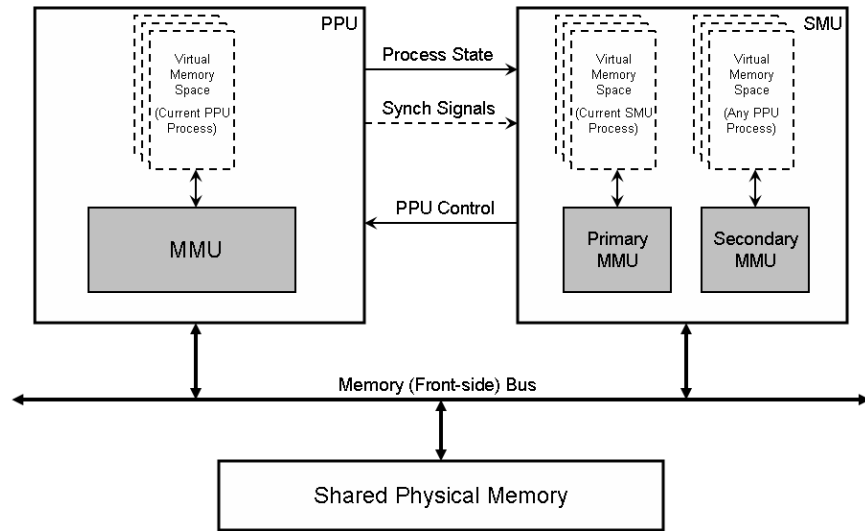 PPU
Virtual
Memory
Space
(Current PPU
Process)
MMU
Process State
Synch Signals
PPU Control
SMU
Virtual
Memory
Space
(Current SMU
Process)
Virtual
Memory
Space
(Any PPU
Process)
Primary
MMU
Secondary
MMU
Memory (Front-side) Bus
Shared Physical Memory